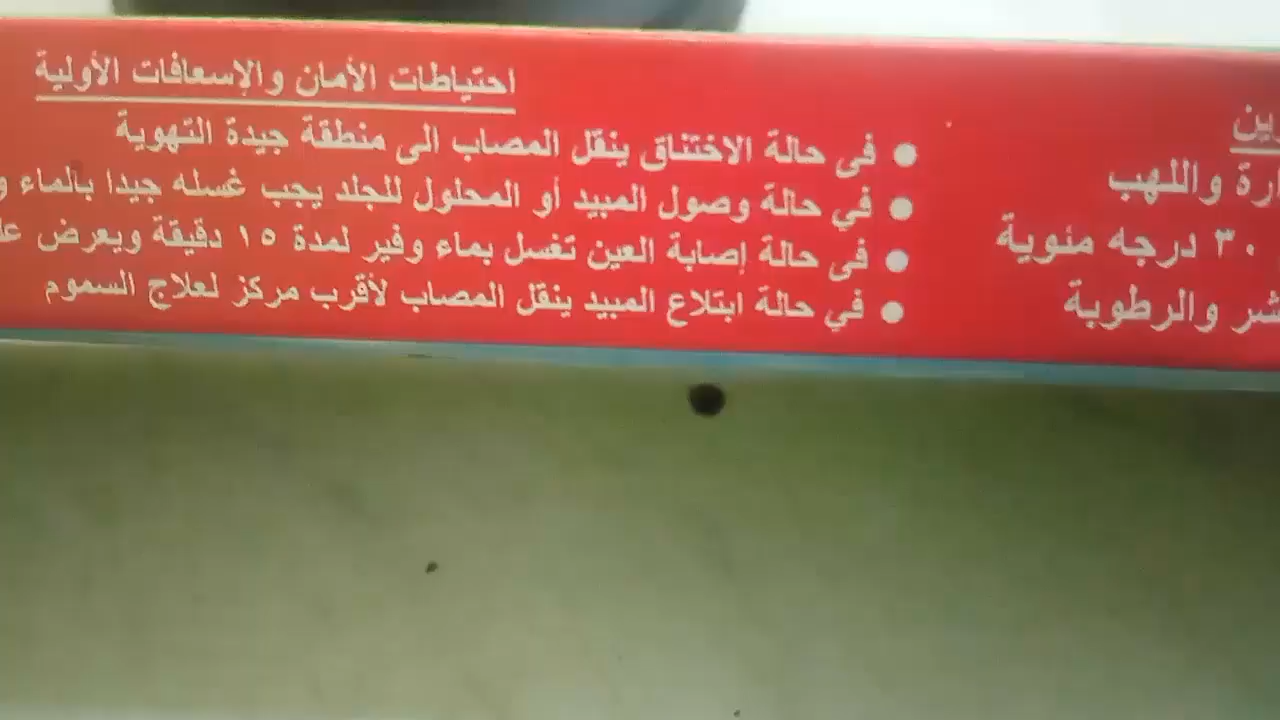 احتياطات الأمان والإسعافات الأولية
● فى حالة الاختناق ينقل المصاب الى منطقة جيدة التهوية
● في حالة وصول المبيد أو المحلول للجلد يجب غسله جيدا بالماء و
● فى حالة إصابة العين تغسل بماء وفير لمدة ١٥ دقيقة ويعرض
● في حالة ابتلاع المبيد ينقل المصاب لأقرب مركز لعلاج السموم
واللهب
٣٠ درجه مئوية
والرطوبة